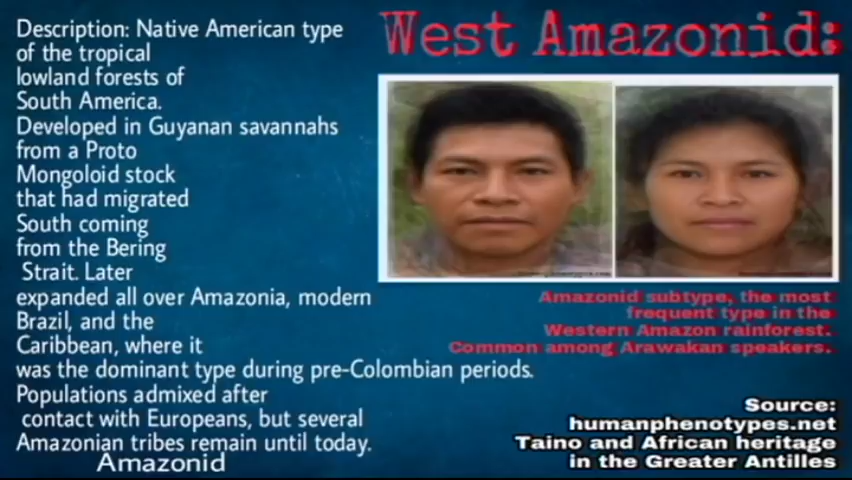 West Amazonid:
Description: Native American type
of the tropical
lowland forests of
South America.
Developed in Guyanan savannahs
from a Proto
Mongoloid stock
that had migrated
South coming
from the Bering
Strait. Later
expanded all over Amazonia, modern
Brazil, and the
Caribbean, where it
was the dominant type during pre-Colombian periods.
Populations admixed after
contact with Europeans, but several
Amazonian tribes remain until today.
Amazonid
Amazonid subtype, the most
frequent type in the
Western Amazon rainforest.
Common among Arawakan speakers.
Source:
humanphenotypes.net
Taino and African heritage
in the Greater Antilles